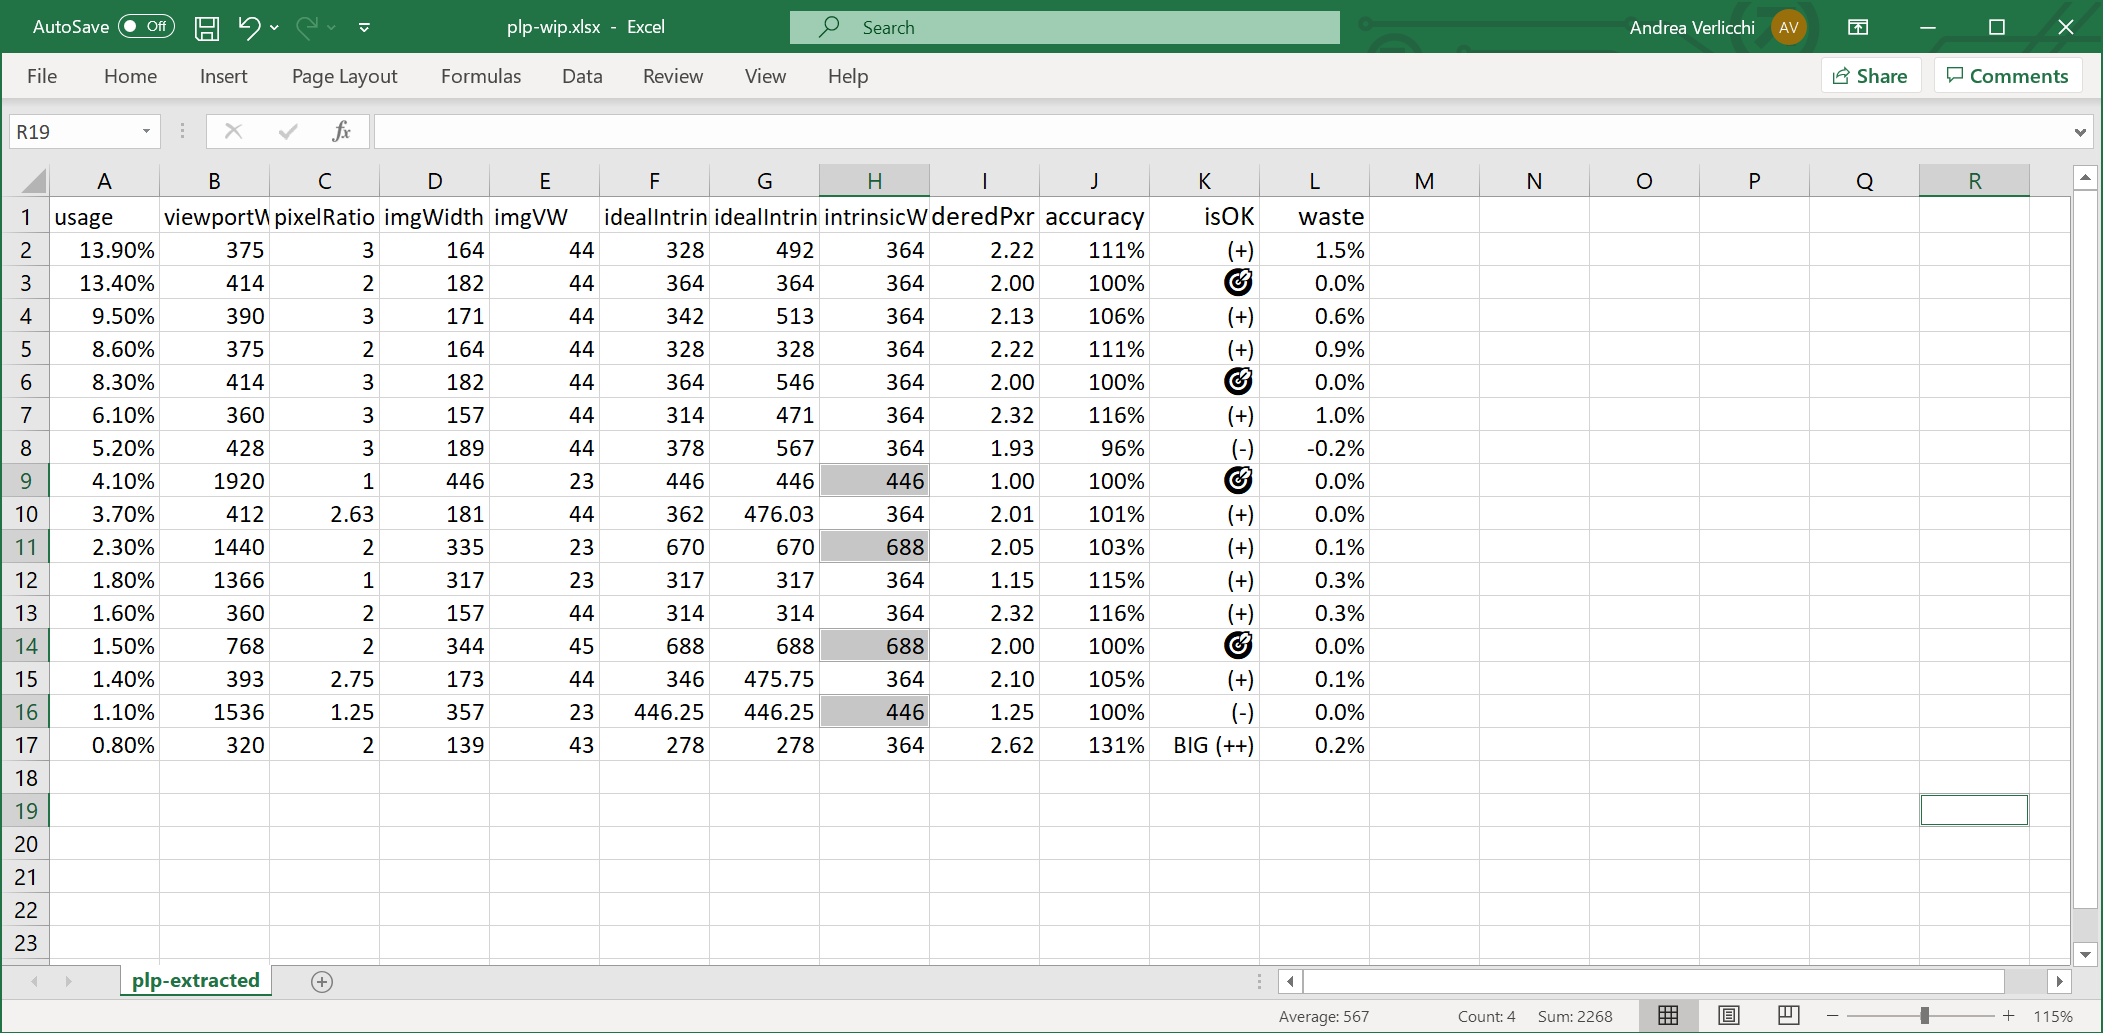 AutoSave Off plp-wip.xlsx - Excel Search Andrea Verlicchi AV
File Home Insert Page Layout Formulas Data Review View Help Share Comments
R19 fx
A B C D E F G H I J K L M N O P Q R
1 usage viewportW pixelRatio imgWidth imgVW idealIntrin idealIntrin intrinsicW deredPxr accuracy isOK waste
2 13.90% 375 3 164 44 328 492 364 2.22 111% (+) 1.5%
3 13.40% 414 2 182 44 364 364 364 2.00 100% 🎯 0.0%
4 9.50% 390 3 171 44 342 513 364 2.13 106% (+) 0.6%
5 8.60% 375 2 164 44 328 328 364 2.22 111% (+) 0.9%
6 8.30% 414 3 182 44 364 546 364 2.00 100% 🎯 0.0%
7 6.10% 360 3 157 44 314 471 364 2.32 116% (+) 1.0%
8 5.20% 428 3 189 44 378 567 364 1.93 96% (-) -0.2%
9 4.10% 1920 1 446 23 446 446 446 1.00 100% 🎯 0.0%
10 3.70% 412 2.63 181 44 362 476.03 364 2.01 101% (+) 0.0%
11 2.30% 1440 2 335 23 670 670 688 2.05 103% (+) 0.1%
12 1.80% 1366 1 317 23 317 317 364 1.15 115% (+) 0.3%
13 1.60% 360 2 157 44 314 314 364 2.32 116% (+) 0.3%
14 1.50% 768 2 344 45 688 688 688 2.00 100% 🎯 0.0%
15 1.40% 393 2.75 173 44 346 475.75 364 2.10 105% (+) 0.1%
16 1.10% 1536 1.25 357 23 446.25 446.25 446 1.25 100% (-) 0.0%
17 0.80% 320 2 139 43 278 278 364 2.62 131% BIG (++) 0.2%
18
19
20
21
22
23
plp-extracted
Average: 567 Count: 4 Sum: 2268 115%